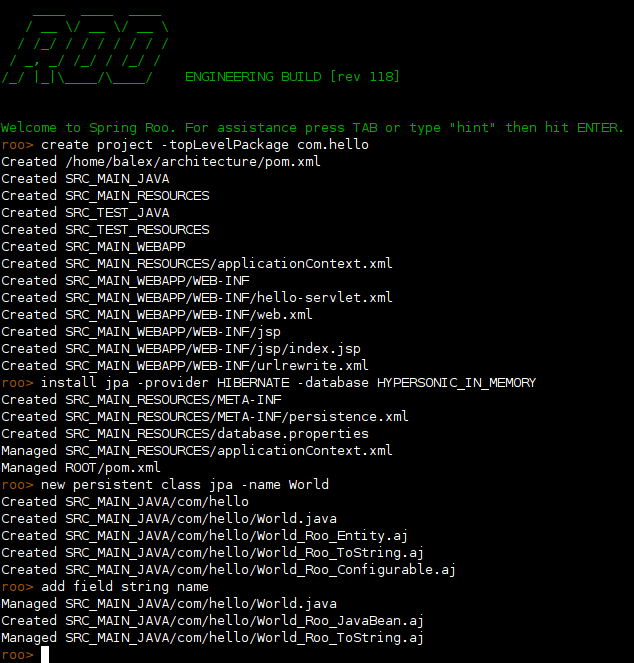 ____  ____  ____
   / __ \/ __ \/ __ \
  / /_/ / / / / / / /
 / _, _/ /_/ / /_/ /
/_/ |_|\____/\____/    ENGINEERING BUILD [rev 118]
Welcome to Spring Roo. For assistance press TAB or type "hint" then hit ENTER.
roo> create project -topLevelPackage com.hello
Created /home/balex/architecture/pom.xml
Created SRC_MAIN_JAVA
Created SRC_MAIN_RESOURCES
Created SRC_TEST_JAVA
Created SRC_TEST_RESOURCES
Created SRC_MAIN_WEBAPP
Created SRC_MAIN_RESOURCES/applicationContext.xml
Created SRC_MAIN_WEBAPP/WEB-INF
Created SRC_MAIN_WEBAPP/WEB-INF/hello-servlet.xml
Created SRC_MAIN_WEBAPP/WEB-INF/web.xml
Created SRC_MAIN_WEBAPP/WEB-INF/jsp
Created SRC_MAIN_WEBAPP/WEB-INF/jsp/index.jsp
Created SRC_MAIN_WEBAPP/WEB-INF/urlrewrite.xml
roo> install jpa -provider HIBERNATE -database HYPERSONIC_IN_MEMORY
Created SRC_MAIN_RESOURCES/META-INF
Created SRC_MAIN_RESOURCES/META-INF/persistence.xml
Created SRC_MAIN_RESOURCES/database.properties
Managed SRC_MAIN_RESOURCES/applicationContext.xml
Managed ROOT/pom.xml
roo> new persistent class jpa -name World
Created SRC_MAIN_JAVA/com/hello
Created SRC_MAIN_JAVA/com/hello/World.java
Created SRC_MAIN_JAVA/com/hello/World_Roo_Entity.aj
Created SRC_MAIN_JAVA/com/hello/World_Roo_ToString.aj
Created SRC_MAIN_JAVA/com/hello/World_Roo_Configurable.aj
roo> add field string name
Managed SRC_MAIN_JAVA/com/hello/World.java
Created SRC_MAIN_JAVA/com/hello/World_Roo_JavaBean.aj
Managed SRC_MAIN_JAVA/com/hello/World_Roo_ToString.aj
roo>